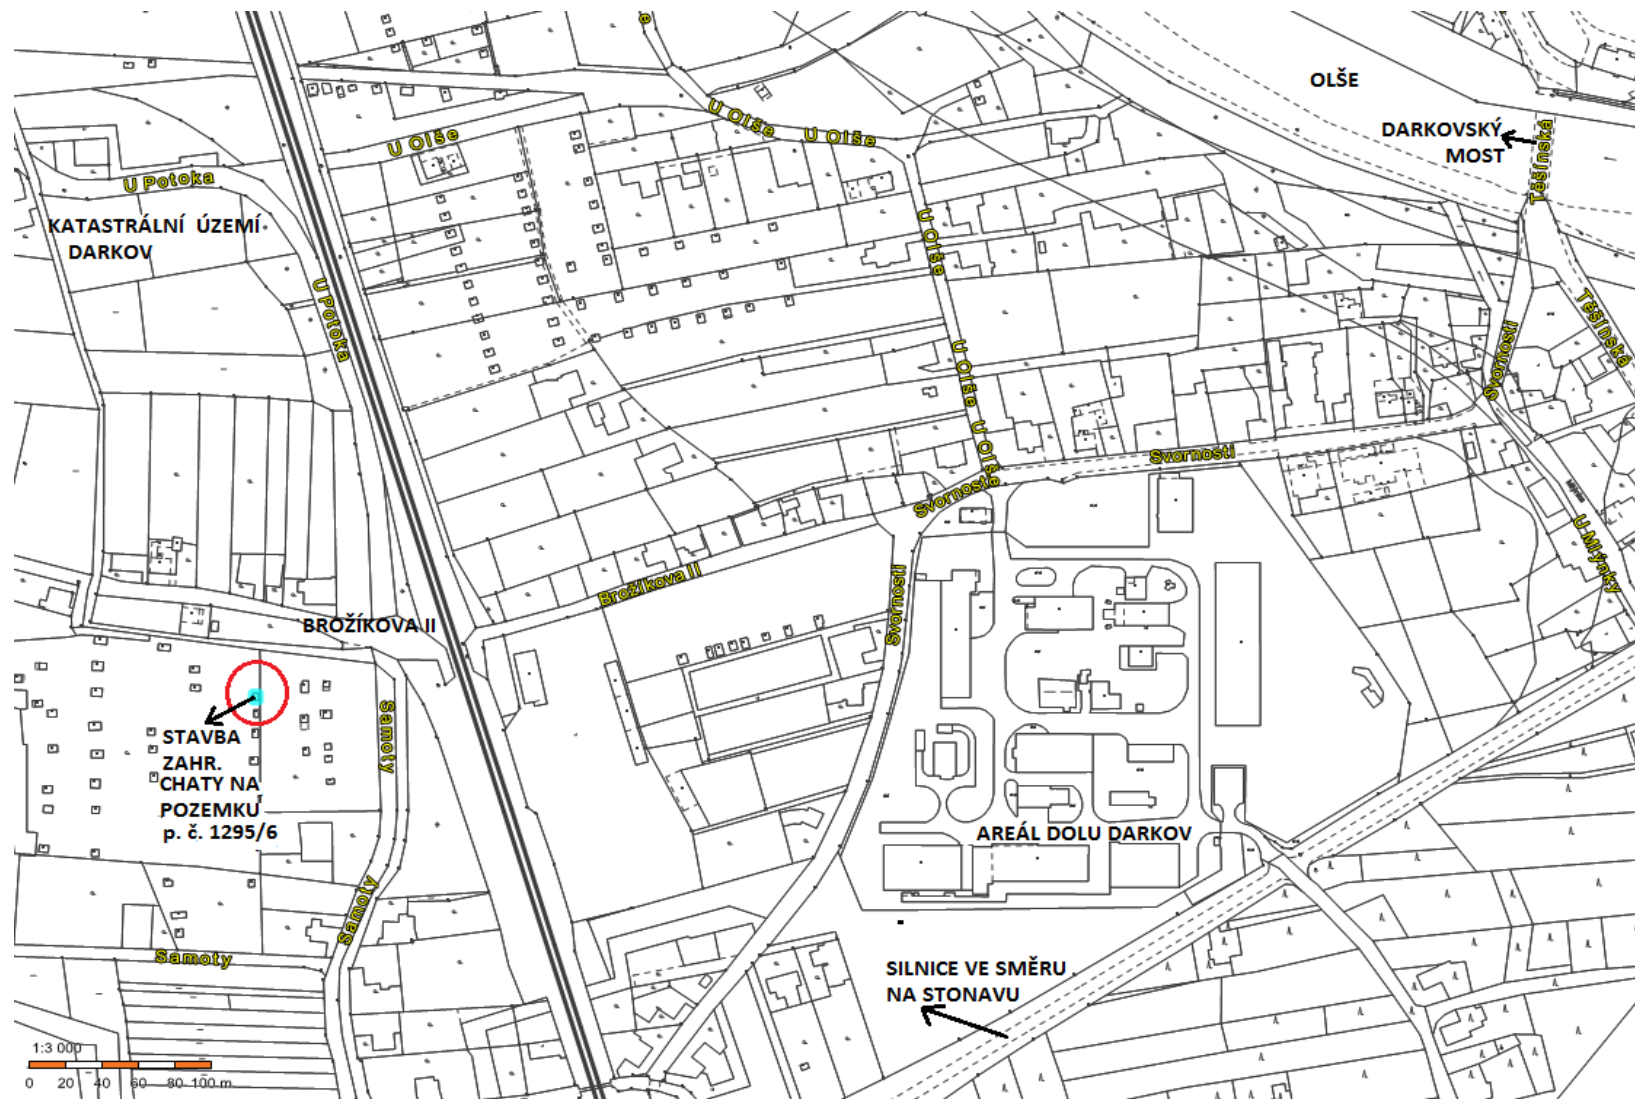 OLŠE
DARKOVSKÝ
MOST
Těšínská
U Olše
U Olše
U Olše
U Potoka
KATASTRÁLNÍ ÚZEMÍ
DARKOV
U Olše
U Potoka
Těšínská
Svornosti
U Olše
U Olše
Svornosti
Svornosti
U Mlýnky
Brožíkova II
Svornosti
BROŽÍKOVA II
Samoty
STAVBA
ZAHR.
CHATY NA
POZEMKU
p. č. 1295/6
AREÁL DOLU DARKOV
Samoty
Samoty
SILNICE VE SMĚRU
NA STONAVU
1:3 000
0 20 40 60 80 100 m